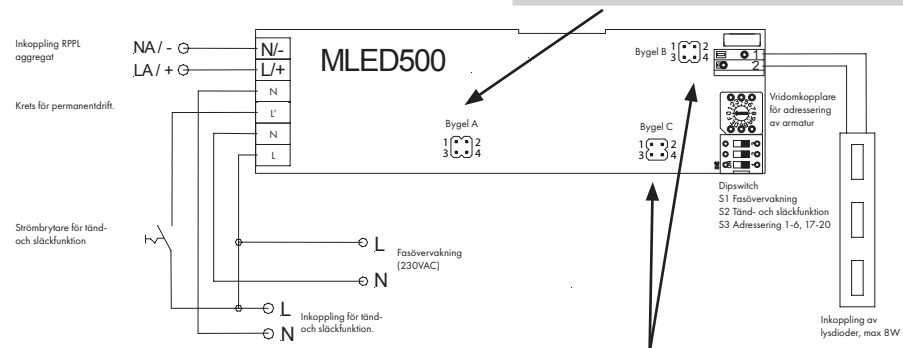 Inkoppling RPPL
aggregat
NA / -
LA / +
N/-
L/+
N
L'
N
L
MLED500
Krets för permanentdrift.
Bygel A
1 2
3 4
Bygel B
1 2
3 4
Bygel C
1 2
3 4
1
2
Vridomkopplare
för adressering
av armatur
Dipswitch
S1 Fasövervakning
S2 Tänd- och släckfunktion
S3 Adressering 1-6, 17-20
Strömbrytare för tänd-
och släckfunktion
L
Fasövervakning
(230VAC)
N
L
Inkoppling för tänd-
och släckfunktion.
N
Inkoppling av
lysdioder, max 8W